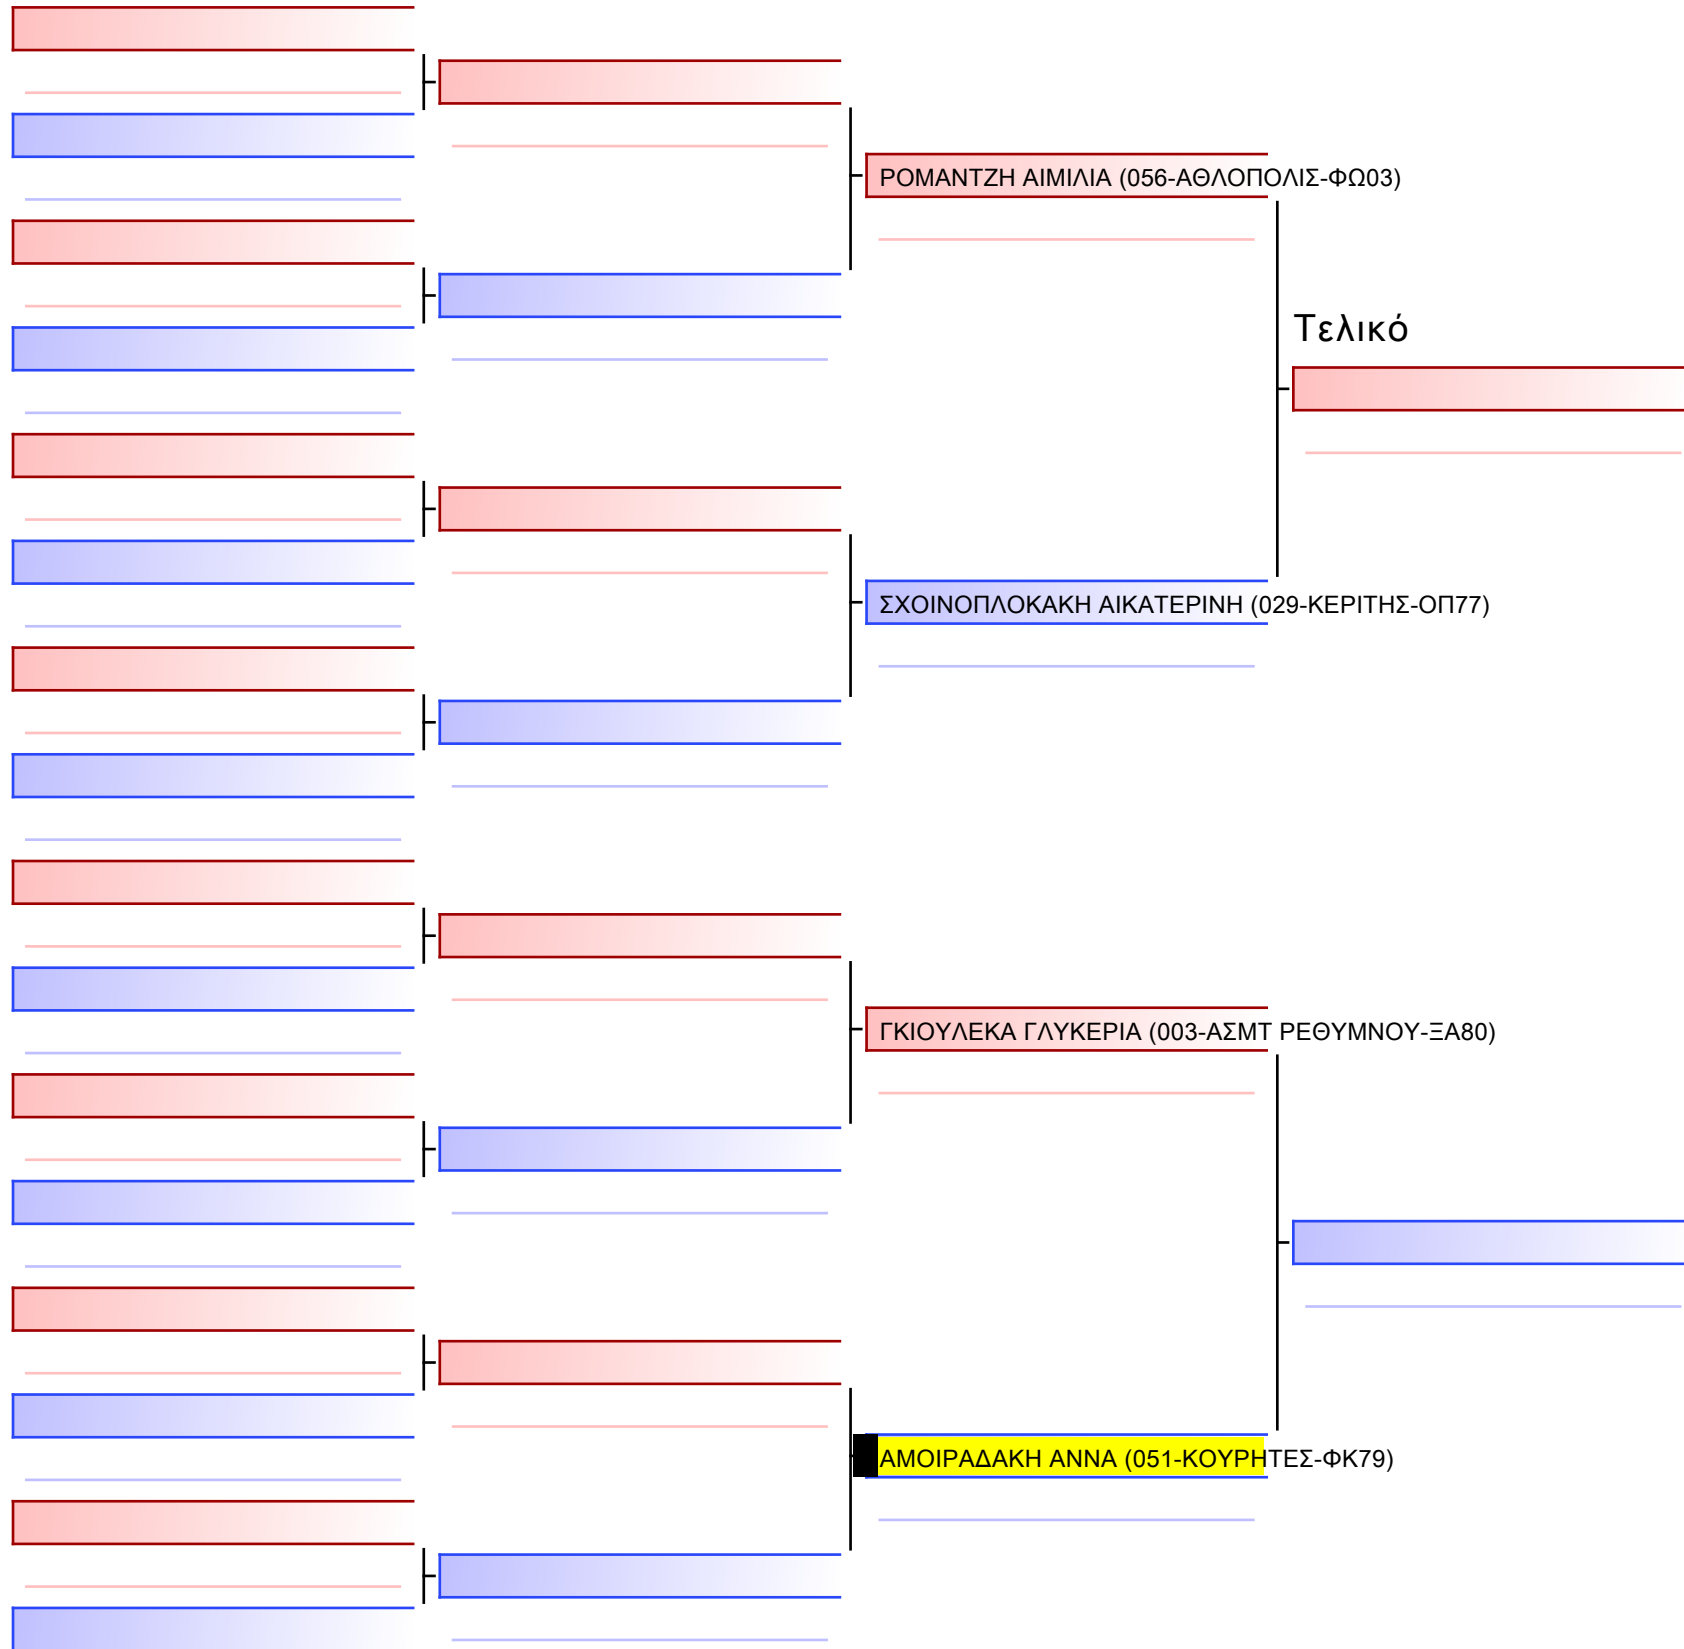 ΡΟΜΑΝΤΖΗ ΑΙΜΙΛΙΑ (056-ΑΘΛΟΠΟΛΙΣ-ΦΩ03)
Τελικό
ΣΧΟΙΝΟΠΛΟΚΑΚΗ ΑΙΚΑΤΕΡΙΝΗ (029-ΚΕΡΙΤΗΣ-ΟΠ77)
ΓΚΙΟΥΛΕΚΑ ΓΛΥΚΕΡΙΑ (003-ΑΣΜΤ ΡΕΘΥΜΝΟΥ-ΞΑ80)
ΑΜΟΙΡΑΔΑΚΗ ΑΝΝΑ (051-ΚΟΥΡΗΤΕΣ-ΦΚ79)